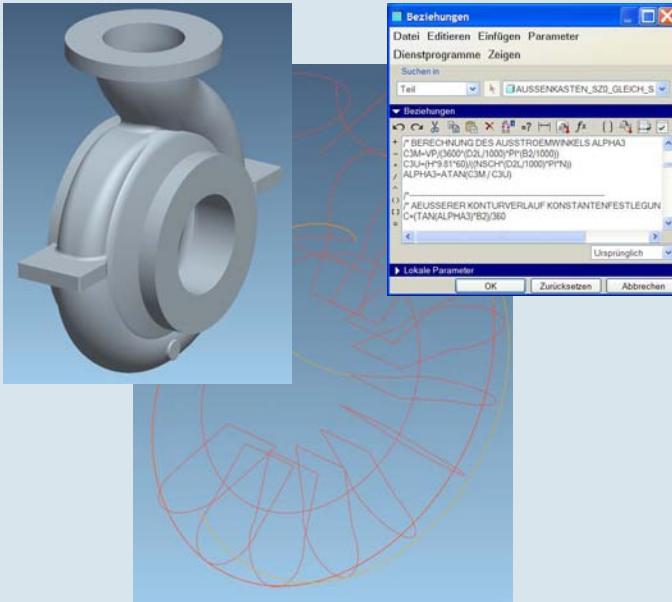 Beziehungen
Datei Editieren Einfügen Parameter
Dienstprogramme Zeigen
Suchen in
Teil
AUSSENKASTEN_SZ0_GLEICH_S
Beziehungen
/* BERECHNUNG DES AUSSTROEMWINKELS ALPHA3
C3M=VP/(3600*(D2L/1000)*PI*(B2/1000))
C3U=(H*9.81*60)/((NSCH*(D2L/1000)*PI*N))
ALPHA3=ATAN(C3M / C3U)
/*----------------------------------------------------
/* AEUSSERER KONTURVERLAUF KONSTANTENFESTLEGUN
C=(TAN(ALPHA3)*B2)/360
Ursprünglich
Lokale Parameter
OK Zurücksetzen Abbrechen